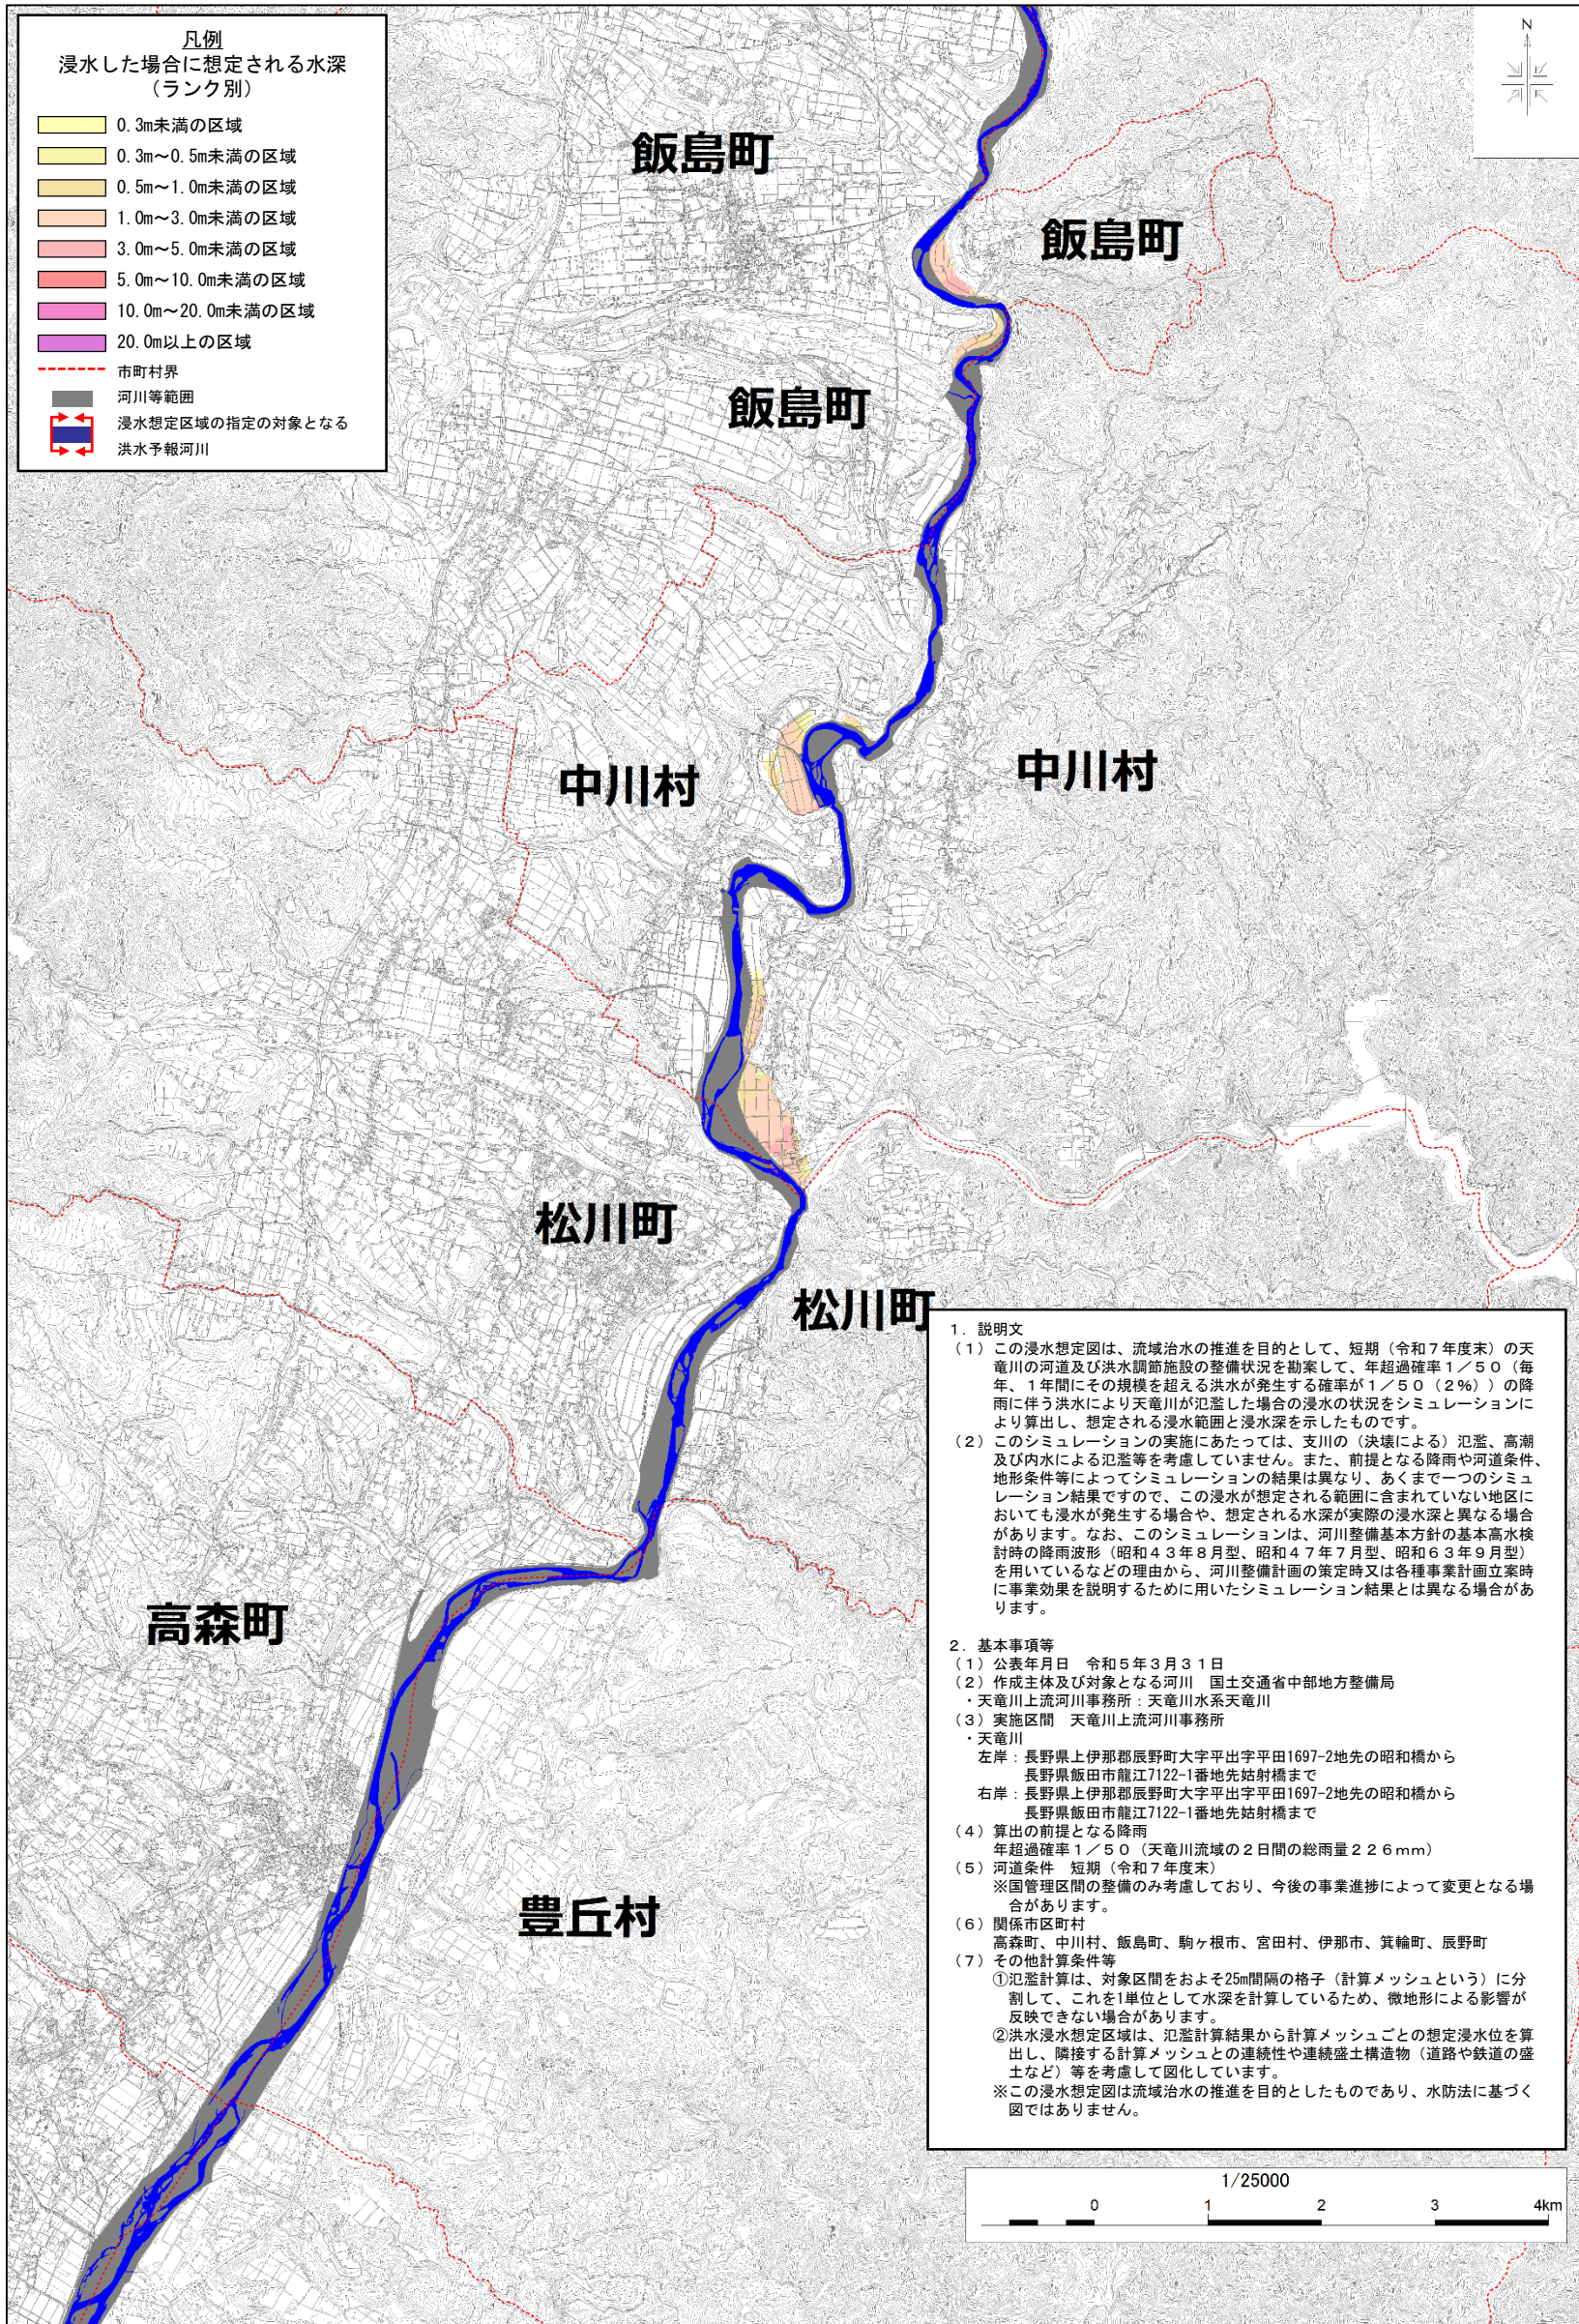 凡例
浸水した場合に想定される水深
（ランク別）
0.3m未満の区域
0.3m～0.5m未満の区域
0.5m～1.0m未満の区域
1.0m～3.0m未満の区域
3.0m～5.0m未満の区域
5.0m～10.0m未満の区域
10.0m～20.0m未満の区域
20.0m以上の区域
市町村界
河川等範囲
浸水想定区域の指定の対象となる
洪水予報河川
N
飯島町
飯島町
飯島町
中川村
中川村
松川町
松川町
高森町
豊丘村
１．説明文
（１）この浸水想定図は、流域治水の推進を目的として、短期（令和７年度末）の天
竜川の河道及び洪水調節施設の整備状況を勘案して、年超過確率１／５０（毎
年、１年間にその規模を超える洪水が発生する確率が１／５０（２％））の降
雨に伴う洪水により天竜川が氾濫した場合の浸水の状況をシミュレーションに
より算出し、想定される浸水範囲と浸水深を示したものです。
（２）このシミュレーションの実施にあたっては、支川の（決壊による）氾濫、高潮
及び内水による氾濫等を考慮していません。また、前提となる降雨や河道条件、
地形条件等によってシミュレーションの結果は異なり、あくまで一つのシミュ
レーション結果ですので、この浸水が想定される範囲に含まれていない地区に
おいても浸水が発生する場合や、想定される水深が実際の浸水深と異なる場合
があります。なお、このシミュレーションは、河川整備基本方針の基本高水検
討時の降雨波形（昭和４３年８月型、昭和４７年７月型、昭和６３年９月型）
を用いているなどの理由から、河川整備計画の策定時又は各種事業計画立案時
に事業効果を説明するために用いたシミュレーション結果とは異なる場合があ
ります。
２．基本事項等
（１）公表年月日　令和５年３月３１日
（２）作成主体及び対象となる河川　国土交通省中部地方整備局
・天竜川上流河川事務所：天竜川水系天竜川
（３）実施区間　天竜川上流河川事務所
・天竜川
左岸：長野県上伊那郡辰野町大字平出字平田1697-2地先の昭和橋から
長野県飯田市龍江7122-1番地先姑射橋まで
右岸：長野県上伊那郡辰野町大字平出字平田1697-2地先の昭和橋から
長野県飯田市龍江7122-1番地先姑射橋まで
（４）算出の前提となる降雨
年超過確率１／５０（天竜川流域の２日間の総雨量２２６mm）
（５）河道条件　短期（令和７年度末）
※国管理区間の整備のみ考慮しており、今後の事業進捗によって変更となる場
合があります。
（６）関係市区町村
高森町、中川村、飯島町、駒ヶ根市、宮田村、伊那市、箕輪町、辰野町
（７）その他計算条件等
①氾濫計算は、対象区間をおよそ25m間隔の格子（計算メッシュという）に分
割して、これを1単位として水深を計算しているため、微地形による影響が
反映できない場合があります。
②洪水浸水想定区域は、氾濫計算結果から計算メッシュごとの想定浸水位を算
出し、隣接する計算メッシュとの連続性や連続盛土構造物（道路や鉄道の盛
土など）等を考慮して図化しています。
※この浸水想定図は流域治水の推進を目的としたものであり、水防法に基づく
図ではありません。
1/25000
0 1 2 3 4km